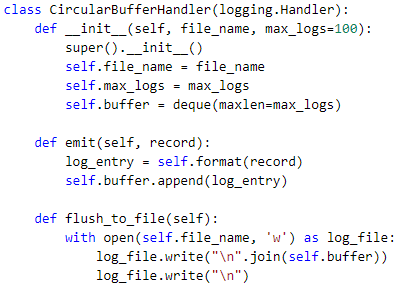 class CircularBufferHandler(logging.Handler):
    def __init__(self, file_name, max_logs=100):
        super().__init__()
        self.file_name = file_name
        self.max_logs = max_logs
        self.buffer = deque(maxlen=max_logs)

    def emit(self, record):
        log_entry = self.format(record)
        self.buffer.append(log_entry)

    def flush_to_file(self):
        with open(self.file_name, 'w') as log_file:
            log_file.write("\n".join(self.buffer))
            log_file.write("\n")